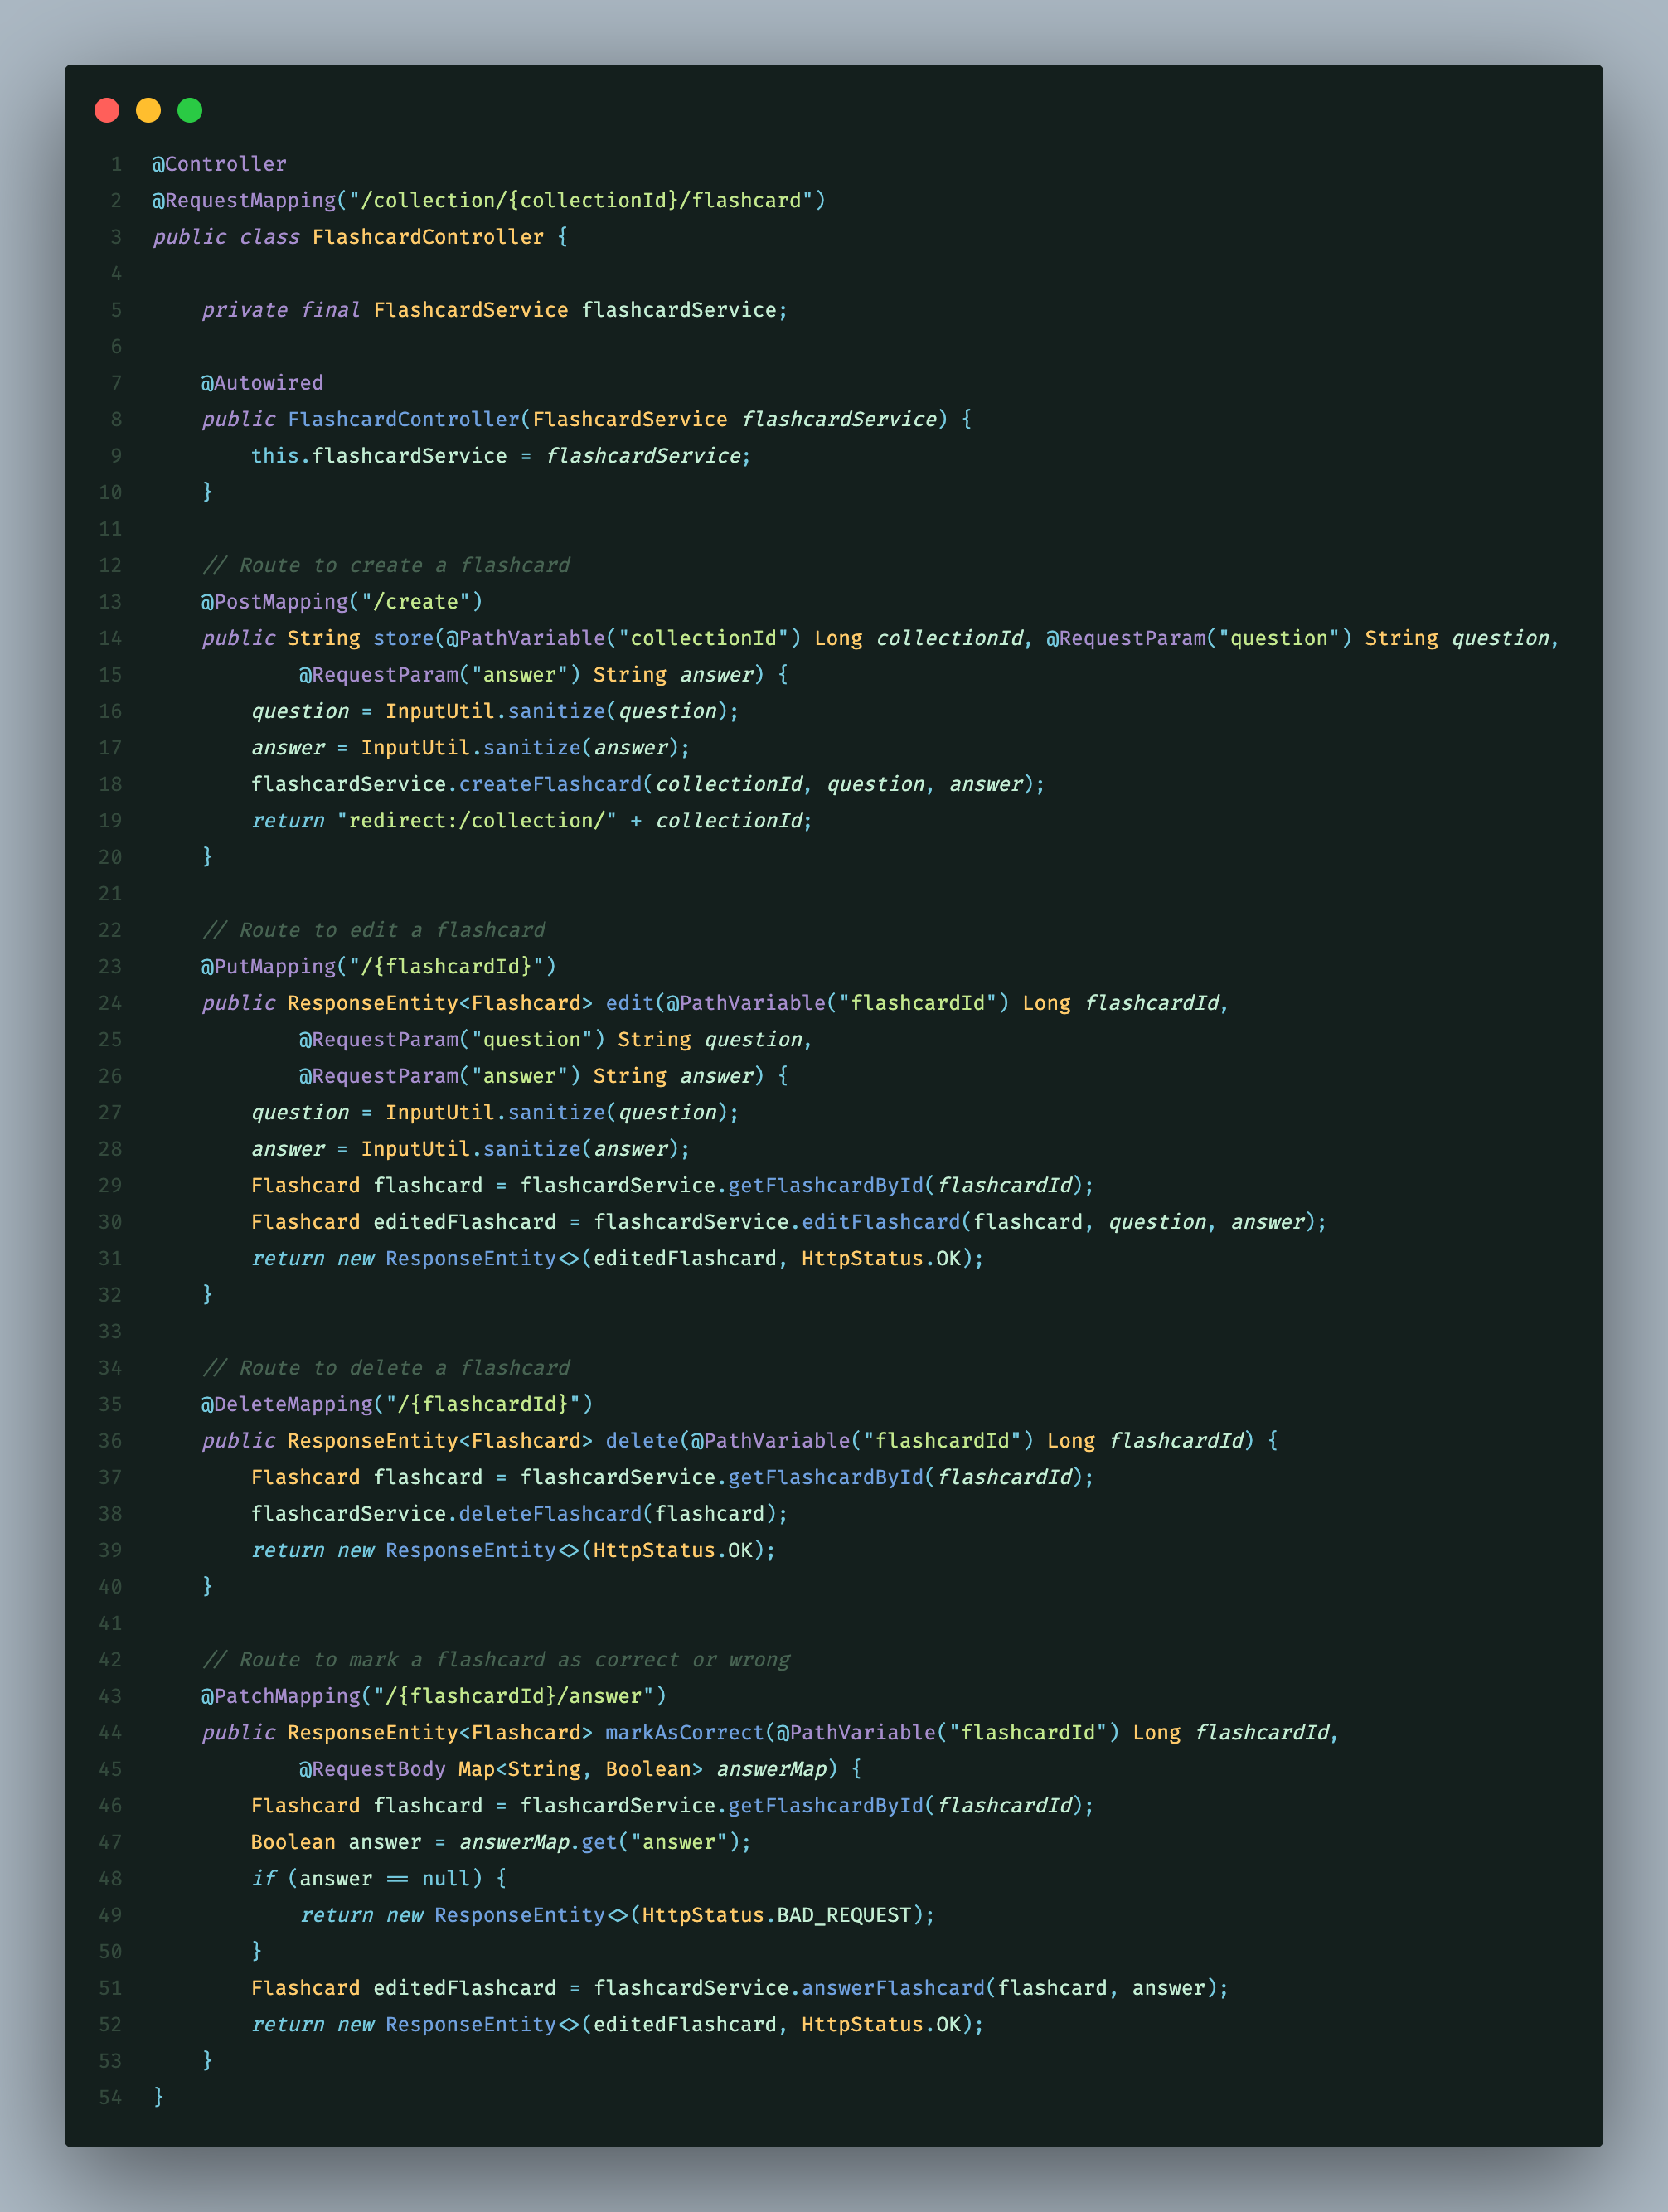 1 @Controller
2 @RequestMapping("/collection/{collectionId}/flashcard")
3 public class FlashcardController {
4
5     private final FlashcardService flashcardService;
6
7     @Autowired
8     public FlashcardController(FlashcardService flashcardService) {
9         this.flashcardService = flashcardService;
10     }
11
12     // Route to create a flashcard
13     @PostMapping("/create")
14     public String store(@PathVariable("collectionId") Long collectionId, @RequestParam("question") String question,
15             @RequestParam("answer") String answer) {
16         question = InputUtil.sanitize(question);
17         answer = InputUtil.sanitize(answer);
18         flashcardService.createFlashcard(collectionId, question, answer);
19         return "redirect:/collection/" + collectionId;
20     }
21
22     // Route to edit a flashcard
23     @PutMapping("/{flashcardId}")
24     public ResponseEntity<Flashcard> edit(@PathVariable("flashcardId") Long flashcardId,
25             @RequestParam("question") String question,
26             @RequestParam("answer") String answer) {
27         question = InputUtil.sanitize(question);
28         answer = InputUtil.sanitize(answer);
29         Flashcard flashcard = flashcardService.getFlashcardById(flashcardId);
30         Flashcard editedFlashcard = flashcardService.editFlashcard(flashcard, question, answer);
31         return new ResponseEntity<>(editedFlashcard, HttpStatus.OK);
32     }
33
34     // Route to delete a flashcard
35     @DeleteMapping("/{flashcardId}")
36     public ResponseEntity<Flashcard> delete(@PathVariable("flashcardId") Long flashcardId) {
37         Flashcard flashcard = flashcardService.getFlashcardById(flashcardId);
38         flashcardService.deleteFlashcard(flashcard);
39         return new ResponseEntity<>(HttpStatus.OK);
40     }
41
42     // Route to mark a flashcard as correct or wrong
43     @PatchMapping("/{flashcardId}/answer")
44     public ResponseEntity<Flashcard> markAsCorrect(@PathVariable("flashcardId") Long flashcardId,
45             @RequestBody Map<String, Boolean> answerMap) {
46         Flashcard flashcard = flashcardService.getFlashcardById(flashcardId);
47         Boolean answer = answerMap.get("answer");
48         if (answer == null) {
49             return new ResponseEntity<>(HttpStatus.BAD_REQUEST);
50         }
51         Flashcard editedFlashcard = flashcardService.answerFlashcard(flashcard, answer);
52         return new ResponseEntity<>(editedFlashcard, HttpStatus.OK);
53     }
54 }